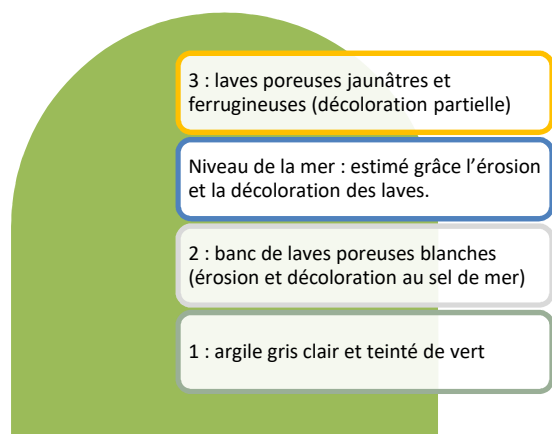 3 : laves poreuses jaunâtres et
ferrugineuses (décoloration partielle)
Niveau de la mer : estimé grâce l’érosion
et la décoloration des laves.
2 : banc de laves poreuses blanches
(érosion et décoloration au sel de mer)
1 : argile gris clair et teinté de vert